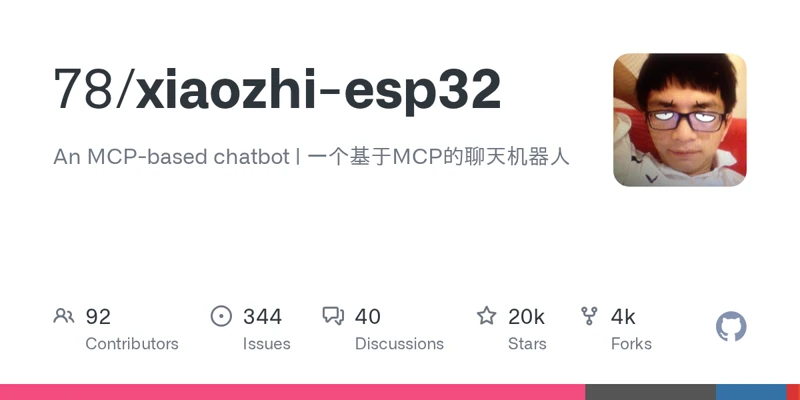 78/xiaozhi-esp32
An MCP-based chatbot | 一个基于MCP的聊天机器人
92
Contributors
344
Issues
40
Discussions
20k
Stars
4k
Forks